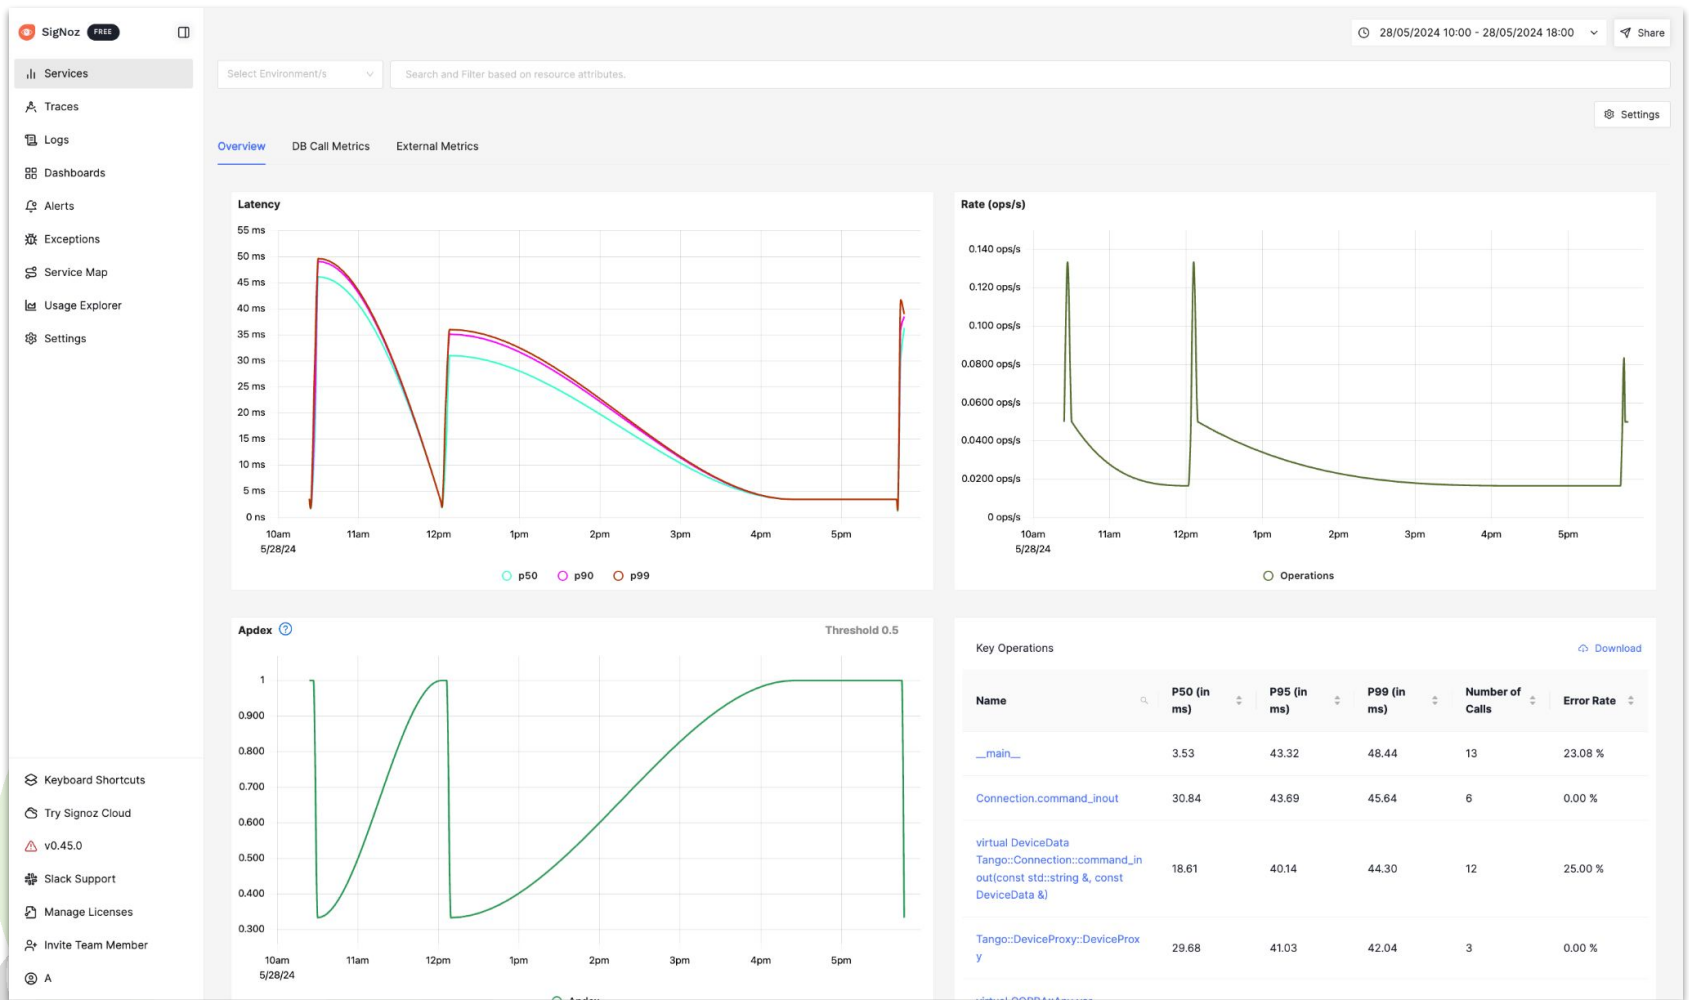 SigNoz FREE
Services
Traces
Logs
Dashboards
Alerts
Exceptions
Service Map
Usage Explorer
Settings
Keyboard Shortcuts
Try Signoz Cloud
v0.45.0
Slack Support
Manage Licenses
Invite Team Member
A
28/05/2024 10:00 - 28/05/2024 18:00
Share
Select Environment/s
Search and Filter based on resource attributes.
Settings
Overview DB Call Metrics External Metrics
Latency
55 ms
50 ms
45 ms
40 ms
35 ms
30 ms
25 ms
20 ms
15 ms
10 ms
5 ms
0 ns
10am 11am 12pm 1pm 2pm 3pm 4pm 5pm
5/28/24
p50 p90 p99
Rate (ops/s)
0.140 ops/s
0.120 ops/s
0.100 ops/s
0.0800 ops/s
0.0600 ops/s
0.0400 ops/s
0.0200 ops/s
0 ops/s
10am 11am 12pm 1pm 2pm 3pm 4pm 5pm
5/28/24
Operations
Apdex ? Threshold 0.5
1
0.900
0.800
0.700
0.600
0.500
0.400
0.300
10am 11am 12pm 1pm 2pm 3pm 4pm 5pm
5/28/24
Apdex
Key Operations Download
Name P50 (in ms) P95 (in ms) P99 (in ms) Number of Calls Error Rate
__main__ 3.53 43.32 48.44 13 23.08 %
Connection.command_inout 30.84 43.69 45.64 6 0.00 %
virtual DeviceData
Tango::Connection::command_in
out(const std::string &, const 18.61 40.14 44.30 12 25.00 %
DeviceData &)
Tango::DeviceProxy::DeviceProx
y 29.68 41.03 42.04 3 0.00 %